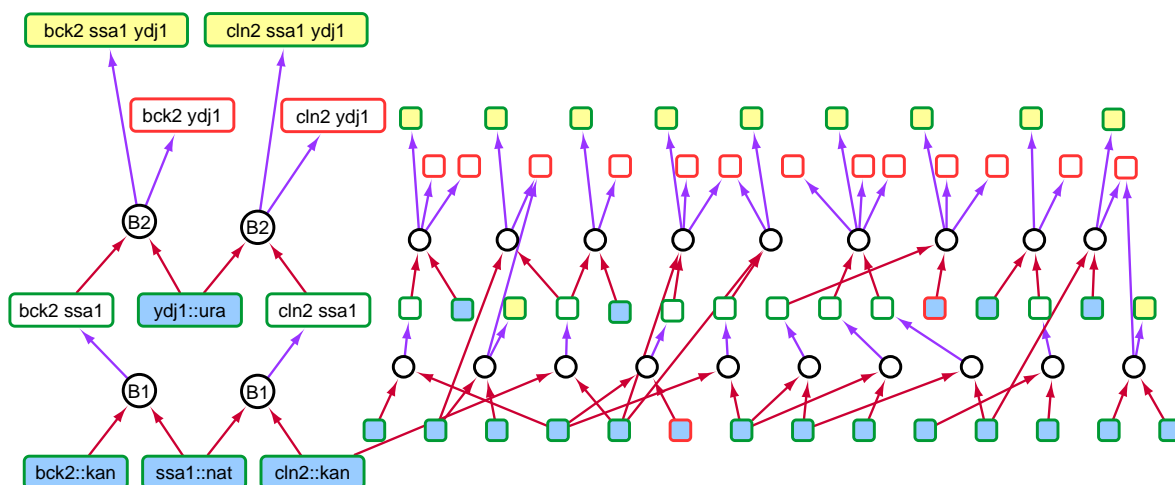 bck2 ssa1 ydj1
cln2 ssa1 ydj1
bck2 ydj1
cln2 ydj1
B2
B2
bck2 ssa1
ydj1::ura
cln2 ssa1
B1
B1
bck2::kan
ssa1::nat
cln2::kan